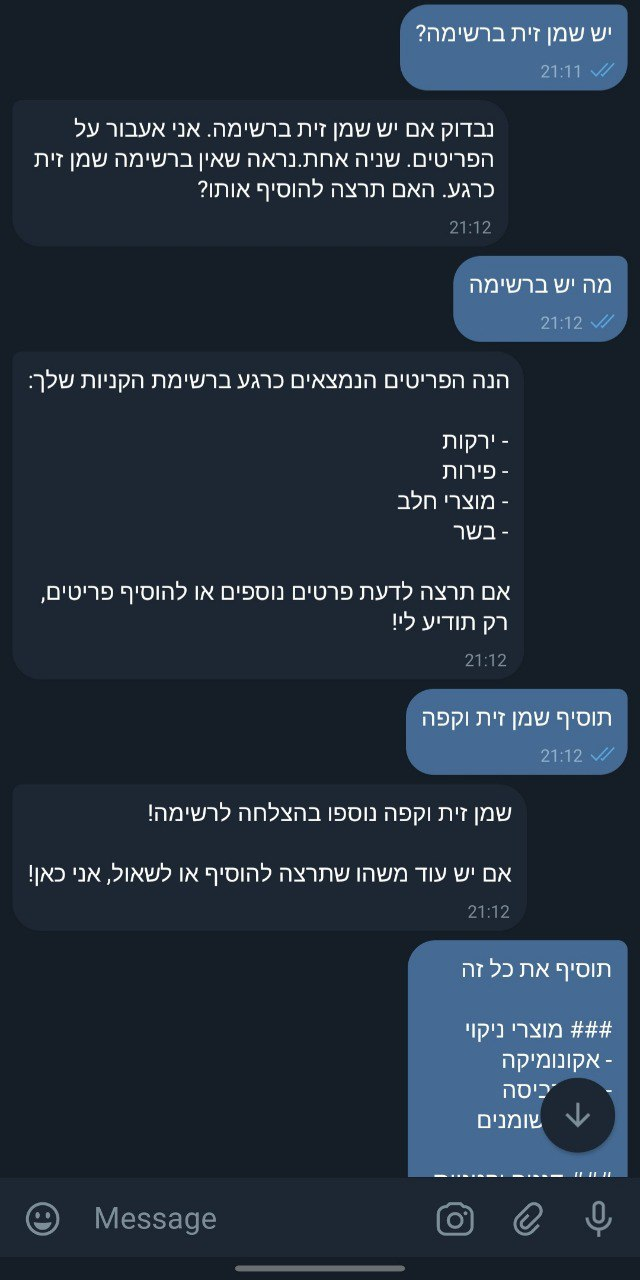 יש שמן זית ברשימה?
21:11
נבדוק אם יש שמן זית ברשימה. אני אעבור על
הפריטים. שניה אחת.נראה שאין ברשימה שמן זית
כרגע. האם תרצה להוסיף אותו?
21:12
מה יש ברשימה
21:12
הנה הפריטים הנמצאים כרגע ברשימת הקניות שלך:
- ירקות
- פירות
- מוצרי חלב
- בשר
אם תרצה לדעת פרטים נוספים או להוסיף פריטים,
רק תודיע לי!
21:12
תוסיף שמן זית וקפה
21:12
שמן זית וקפה נוספו בהצלחה לרשימה!
אם יש עוד משהו שתרצה להוסיף או לשאול, אני כאן!
21:12
תוסיף את כל זה
### מוצרי ניקוי
- אקונומיקה
-
שומנים
###
Message